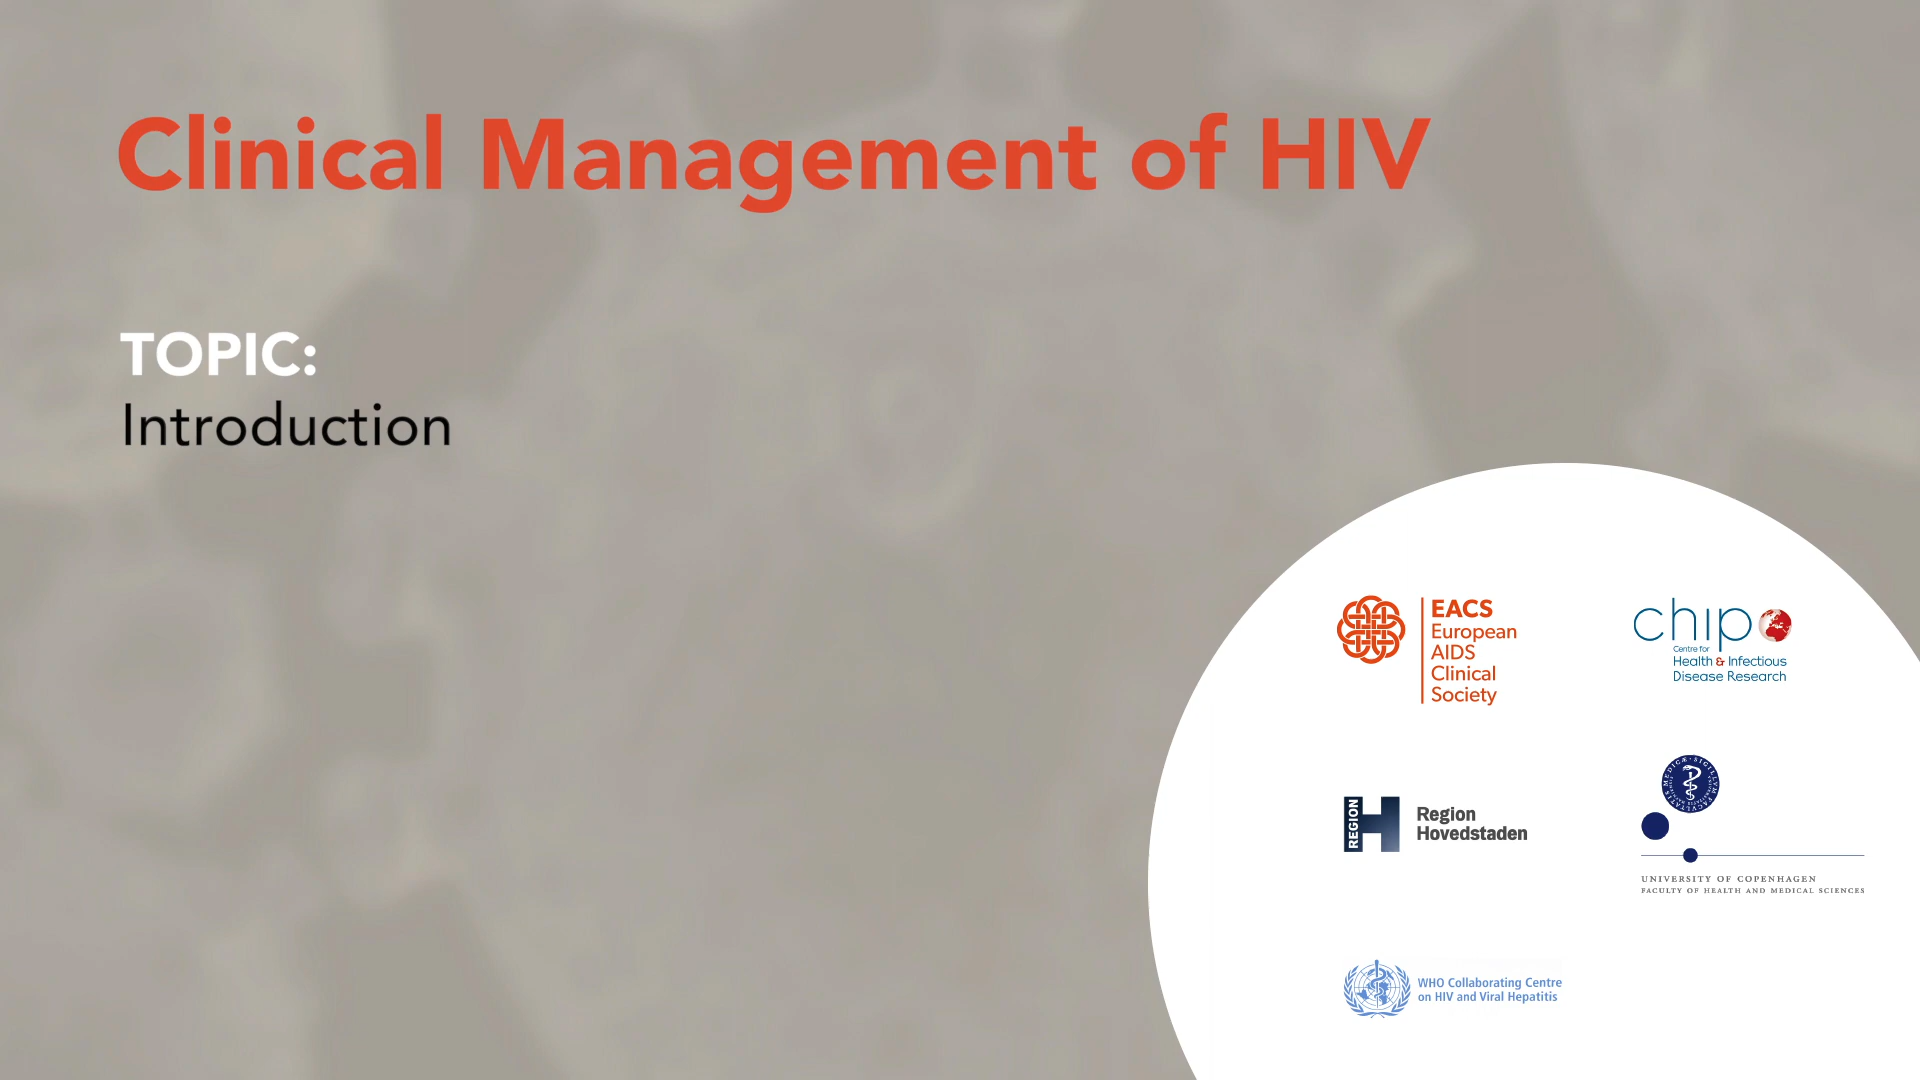 Clinical Management of HIV
TOPIC:
Introduction
EACS
European
AIDS
Clinical
Society
chip
Centre for
Health & Infectious
Disease Research
REGION
H
Region
Hovedstaden
UNIVERSITY OF COPENHAGEN
FACULTY OF HEALTH AND MEDICAL SCIENCES
WHO Collaborating Centre
on HIV and Viral Hepatitis